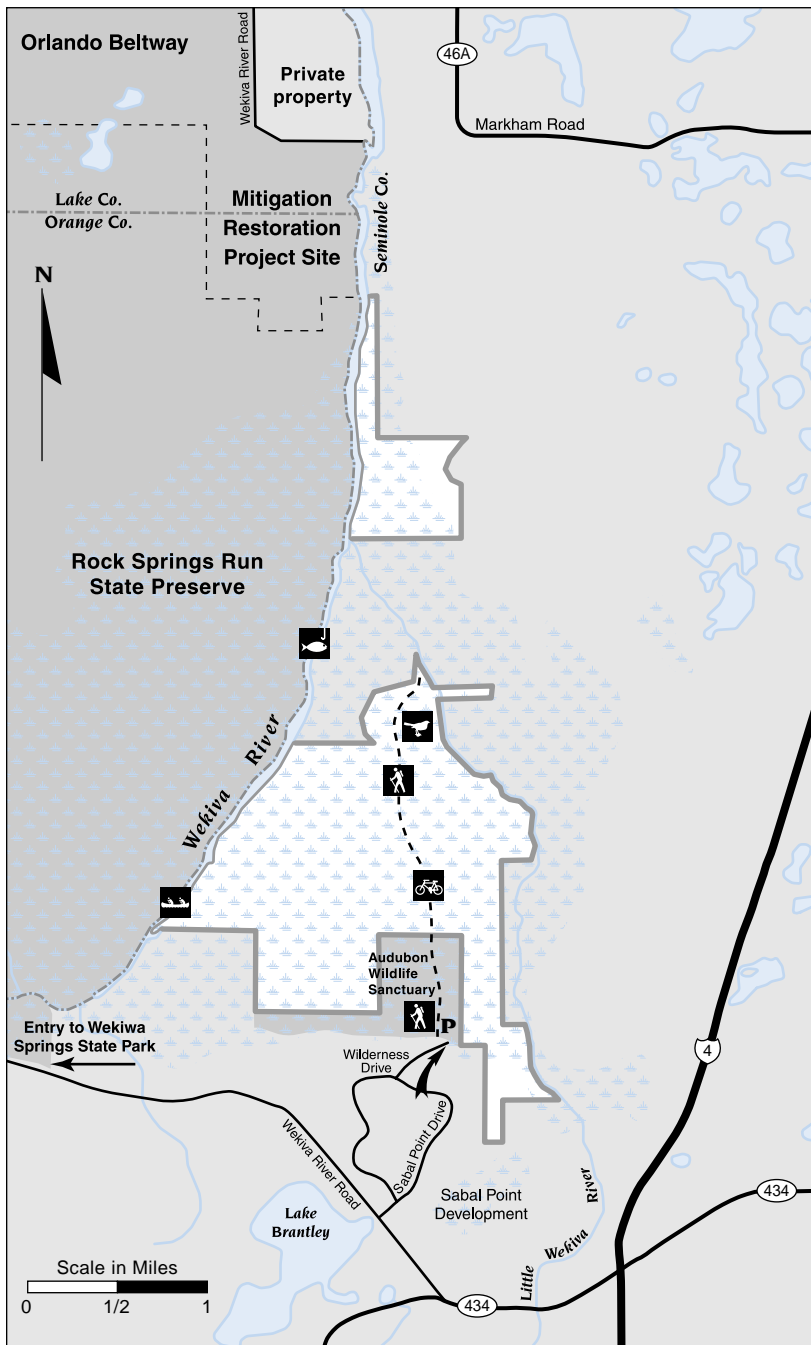 Orlando Beltway
Wekiva River Road
Private
property
46A
Markham Road
Lake Co.
Orange Co.
Mitigation
Restoration
Project Site
Seminole Co.
N
Rock Springs Run
State Preserve
Wekiva River
Audubon
Wildlife
Sanctuary
P
Entry to Wekiwa
Springs State Park
Wilderness
Drive
4
Wekiva River Road
Sabal Point Drive
Sabal Point
Development
434
Lake
Brantley
Little Wekiva River
Scale in Miles
0 1/2 1
434